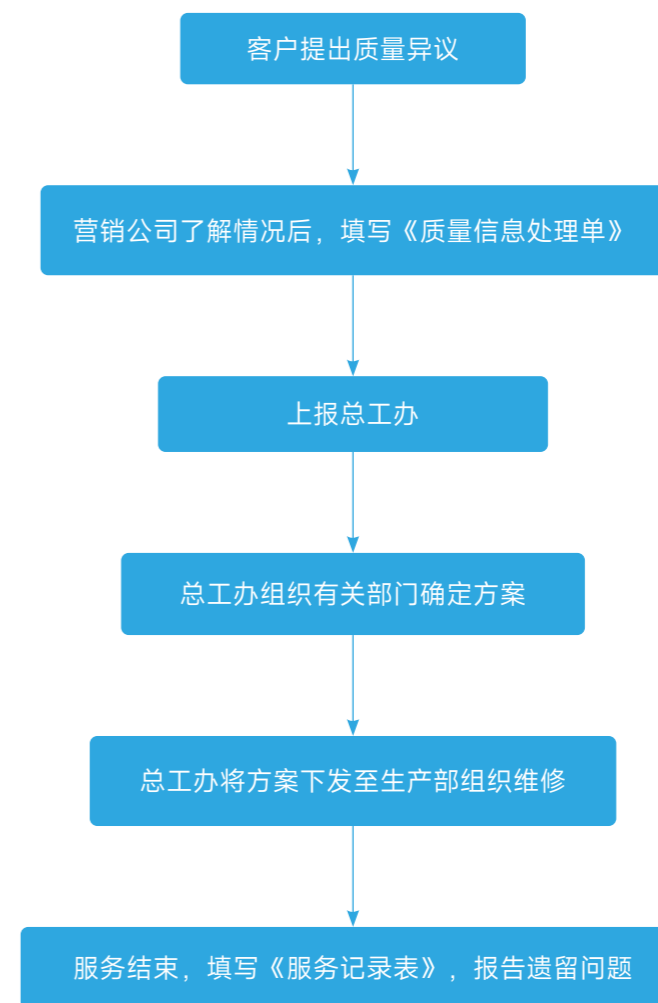 客户提出质量异议
营销公司了解情况后，填写《质量信息处理单》
上报总工办
总工办组织有关部门确定方案
总工办将方案下发至生产部组织维修
服务结束，填写《服务记录表》，报告遗留问题